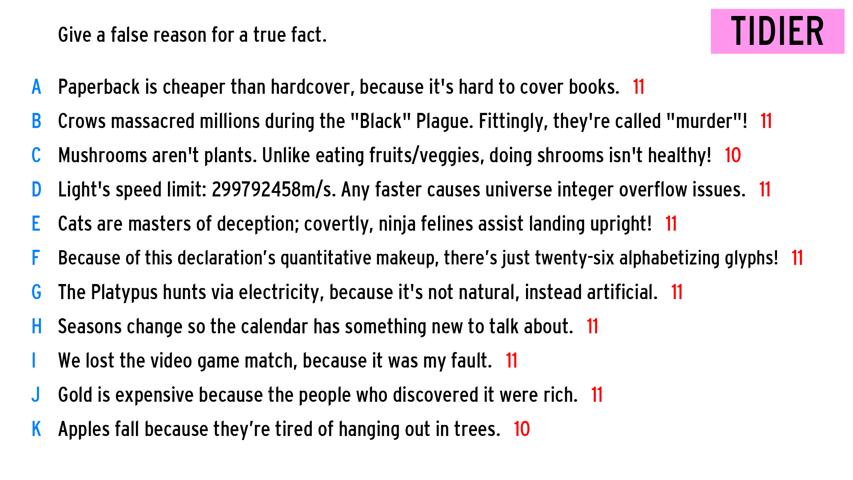 Give a false reason for a true fact.
TIDIER
A Paperback is cheaper than hardcover, because it's hard to cover books. 11
B Crows massacred millions during the "Black" Plague. Fittingly, they're called "murder"! 11
C Mushrooms aren't plants. Unlike eating fruits/veggies, doing shrooms isn't healthy! 10
D Light's speed limit: 299792458m/s. Any faster causes universe integer overflow issues. 11
E Cats are masters of deception; covertly, ninja felines assist landing upright! 11
F Because of this declaration’s quantitative makeup, there’s just twenty-six alphabetizing glyphs! 11
G The Platypus hunts via electricity, because it's not natural, instead artificial. 11
H Seasons change so the calendar has something new to talk about. 11
I We lost the video game match, because it was my fault. 11
J Gold is expensive because the people who discovered it were rich. 11
K Apples fall because they’re tired of hanging out in trees. 10